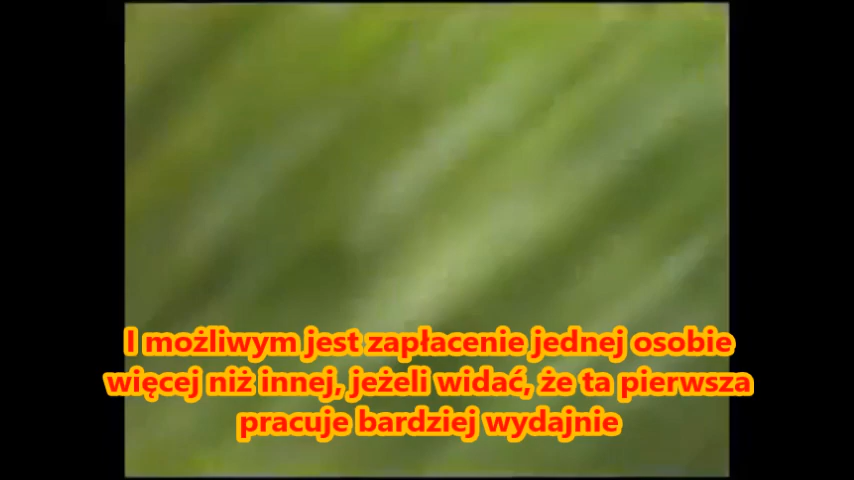 I możliwym jest zapłacenie jednej osobie
więcej niż innej, jeżeli widać, że ta pierwsza
pracuje bardziej wydajnie